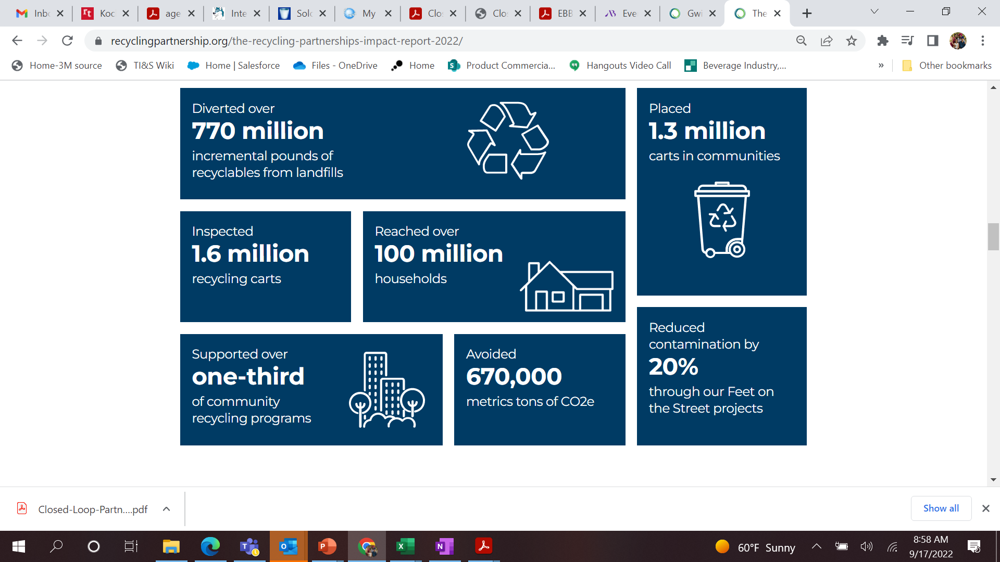 Inbo
Koc
age
Inte
Solo
My
Clos
Clos
EBB
Eve
Gwi
The
recyclingpartnership.org/the-recycling-partnerships-impact-report-2022/
Home-3M source
TI&S Wiki
Home | Salesforce
Files - OneDrive
Home
Product Commercia...
Hangouts Video Call
Beverage Industry,...
»
Other bookmarks
Diverted over
770 million
incremental pounds of
recyclables from landfills
Placed
1.3 million
carts in communities
Inspected
1.6 million
recycling carts
Reached over
100 million
households
Supported over
one-third
of community
recycling programs
Avoided
670,000
metrics tons of CO2e
Reduced
contamination by
20%
through our Feet on
the Street projects
Closed-Loop-Partn....pdf
Show all
60°F Sunny
8:58 AM
9/17/2022